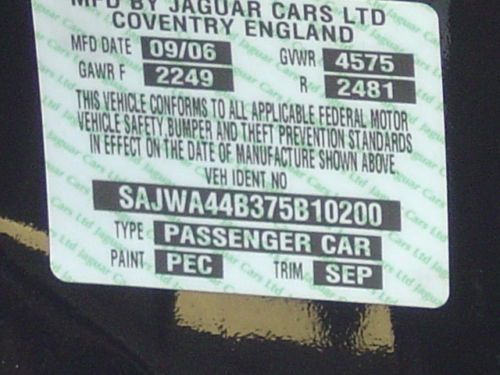 MFD BY JAGUAR CARS LTD
COVENTRY ENGLAND
MFD DATE 09/06 GVWR 4575
GAWR F 2249 R 2481
THIS VEHICLE CONFORMS TO ALL APPLICABLE FEDERAL MOTOR
VEHICLE SAFETY, BUMPER AND THEFT PREVENTION STANDARDS
IN EFFECT ON THE DATE OF MANUFACTURE SHOWN ABOVE.
VEH IDENT NO
SAJWA44B375B10200
TYPE PASSENGER CAR
PAINT PEC TRIM SEP